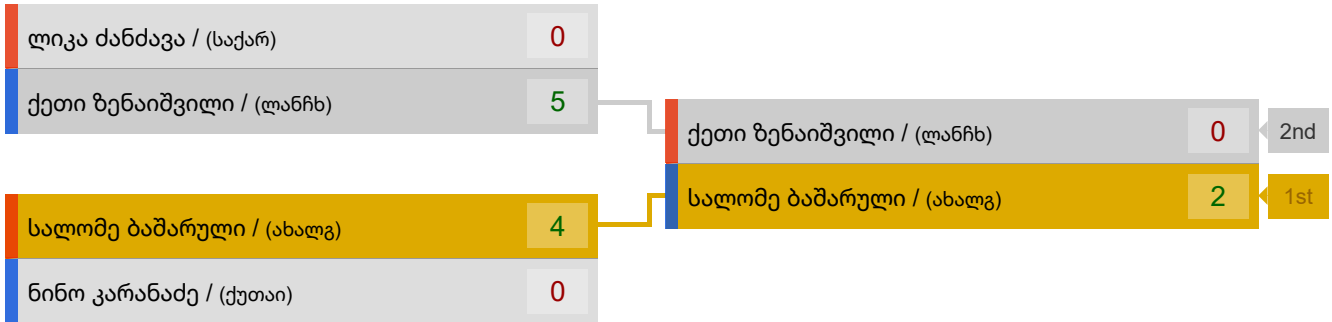 ლიკა ძანძავა / (საქარ) 0
ქეთი ზენაიშვილი / (ლანჩხ) 5
ქეთი ზენაიშვილი / (ლანჩხ) 0 2nd
სალომე ბაშარული / (ახალგ) 2 1st
სალომე ბაშარული / (ახალგ) 4
ნინო კარანაძე / (ქუთაი) 0